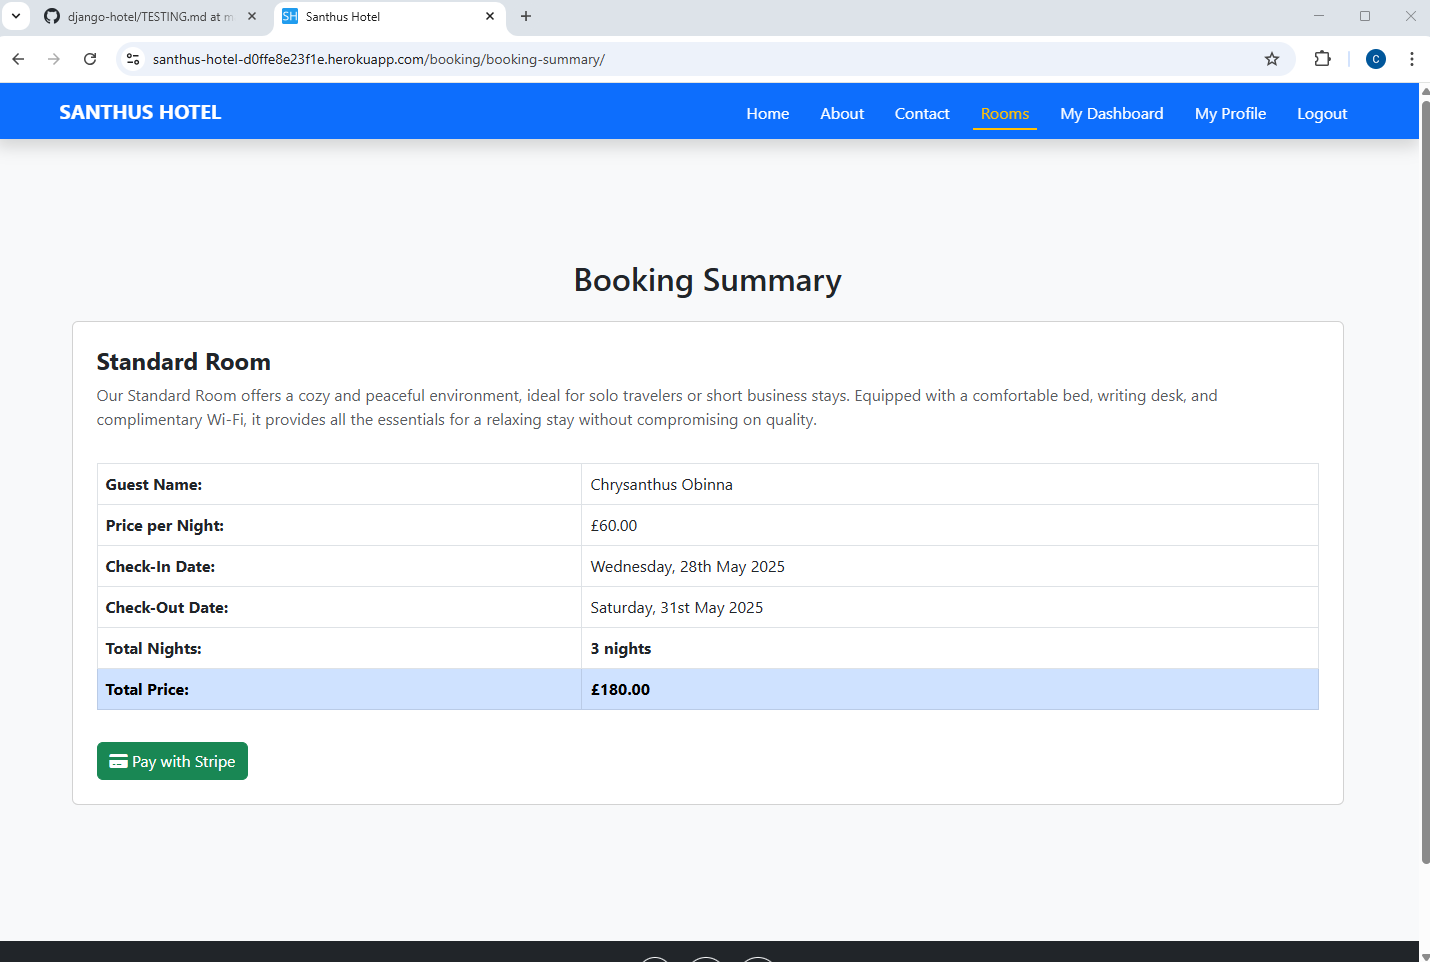 django-hotel/TESTING.md at m
SH Santhus Hotel
santhus-hotel-d0ffe8e23f1e.herokuapp.com/booking/booking-summary/
C
SANTHUS HOTEL
Home About Contact Rooms My Dashboard My Profile Logout
Booking Summary
Standard Room
Our Standard Room offers a cozy and peaceful environment, ideal for solo travelers or short business stays. Equipped with a comfortable bed, writing desk, and
complimentary Wi-Fi, it provides all the essentials for a relaxing stay without compromising on quality.
Guest Name: Chrysanthus Obinna
Price per Night: £60.00
Check-In Date: Wednesday, 28th May 2025
Check-Out Date: Saturday, 31st May 2025
Total Nights: 3 nights
Total Price: £180.00
Pay with Stripe